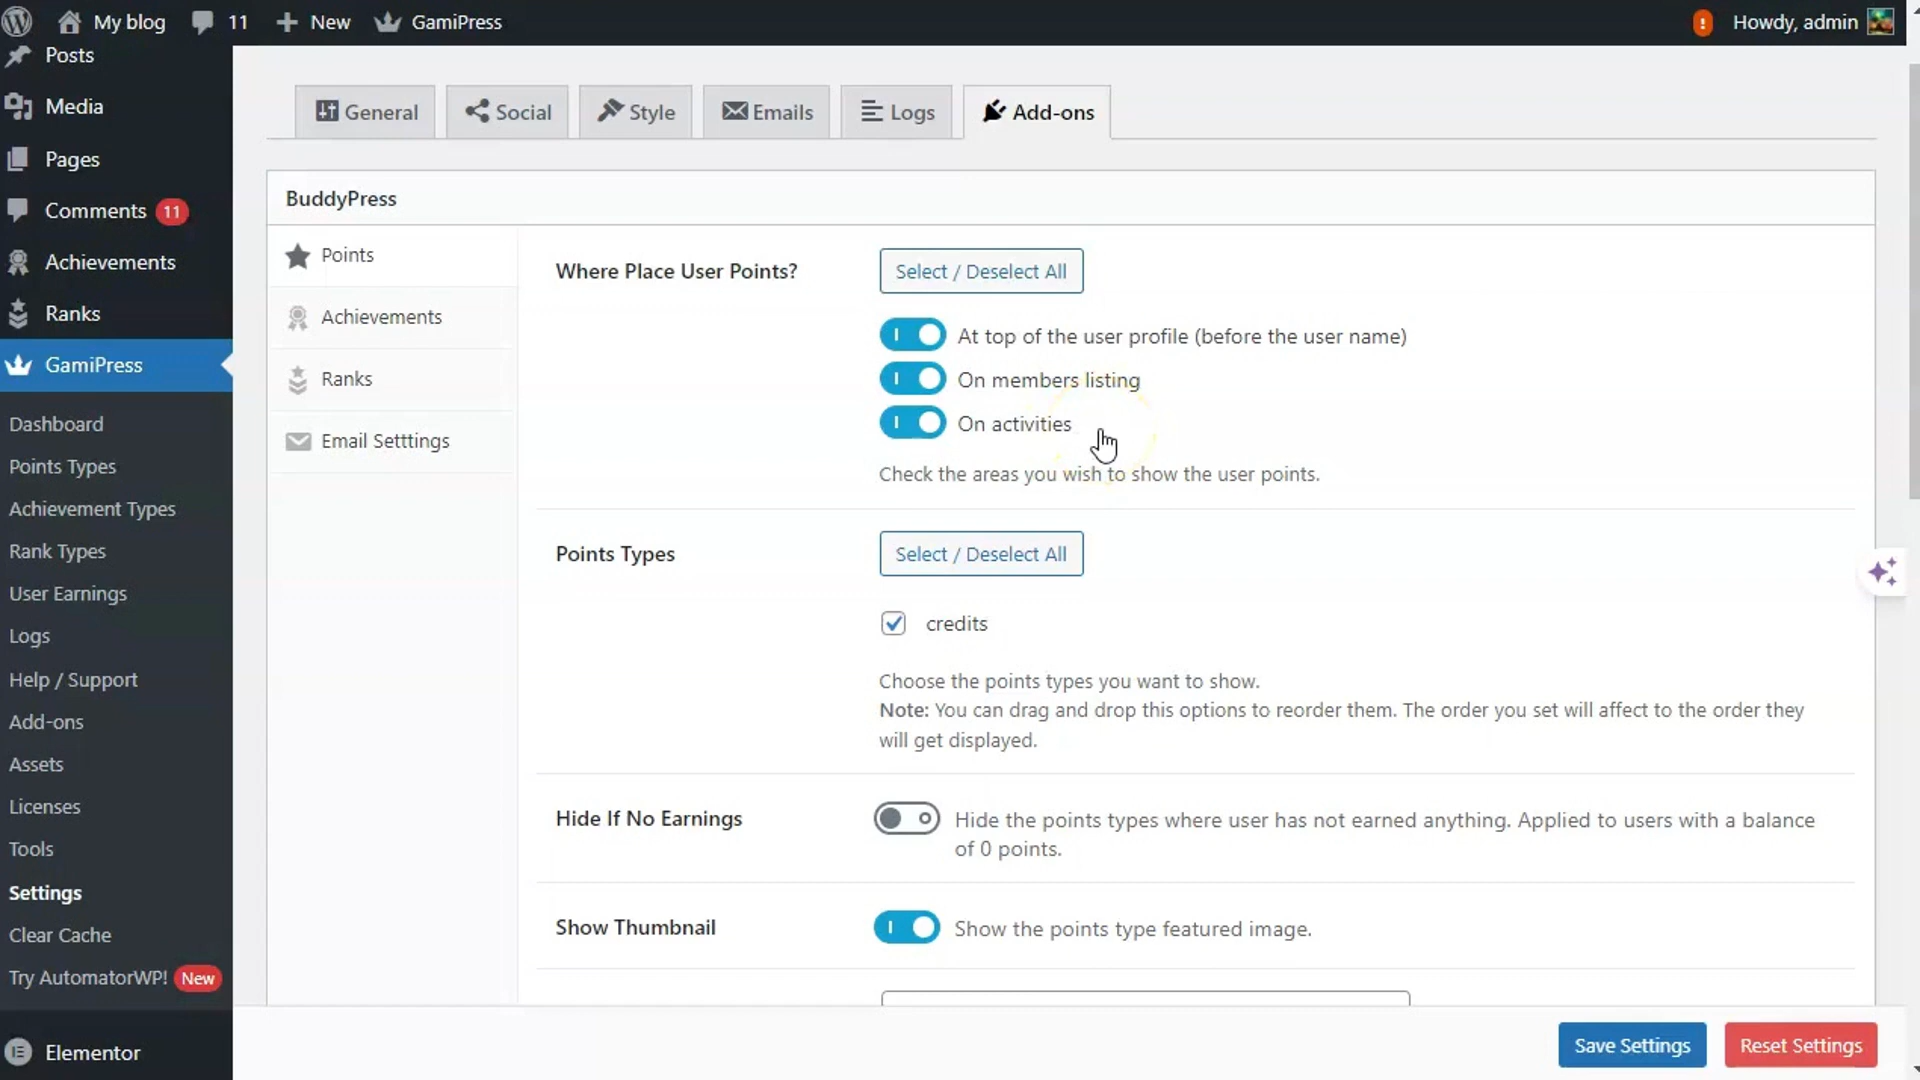 My blog
11
New
GamiPress
Howdy, admin
Posts
Media
Pages
Comments 11
Achievements
Ranks
GamiPress
Dashboard
Points Types
Achievement Types
Rank Types
User Earnings
Logs
Help / Support
Add-ons
Assets
Licenses
Tools
Settings
Clear Cache
Try AutomatorWP! New
Elementor
General
Social
Style
Emails
Logs
Add-ons
BuddyPress
Points
Achievements
Ranks
Email Setttings
Where Place User Points?
Select / Deselect All
At top of the user profile (before the user name)
On members listing
On activities
Check the areas you wish to show the user points.
Points Types
Select / Deselect All
credits
Choose the points types you want to show.
Note: You can drag and drop this options to reorder them. The order you set will affect to the order they
will get displayed.
Hide If No Earnings
Hide the points types where user has not earned anything. Applied to users with a balance
of 0 points.
Show Thumbnail
Show the points type featured image.
Save Settings
Reset Settings